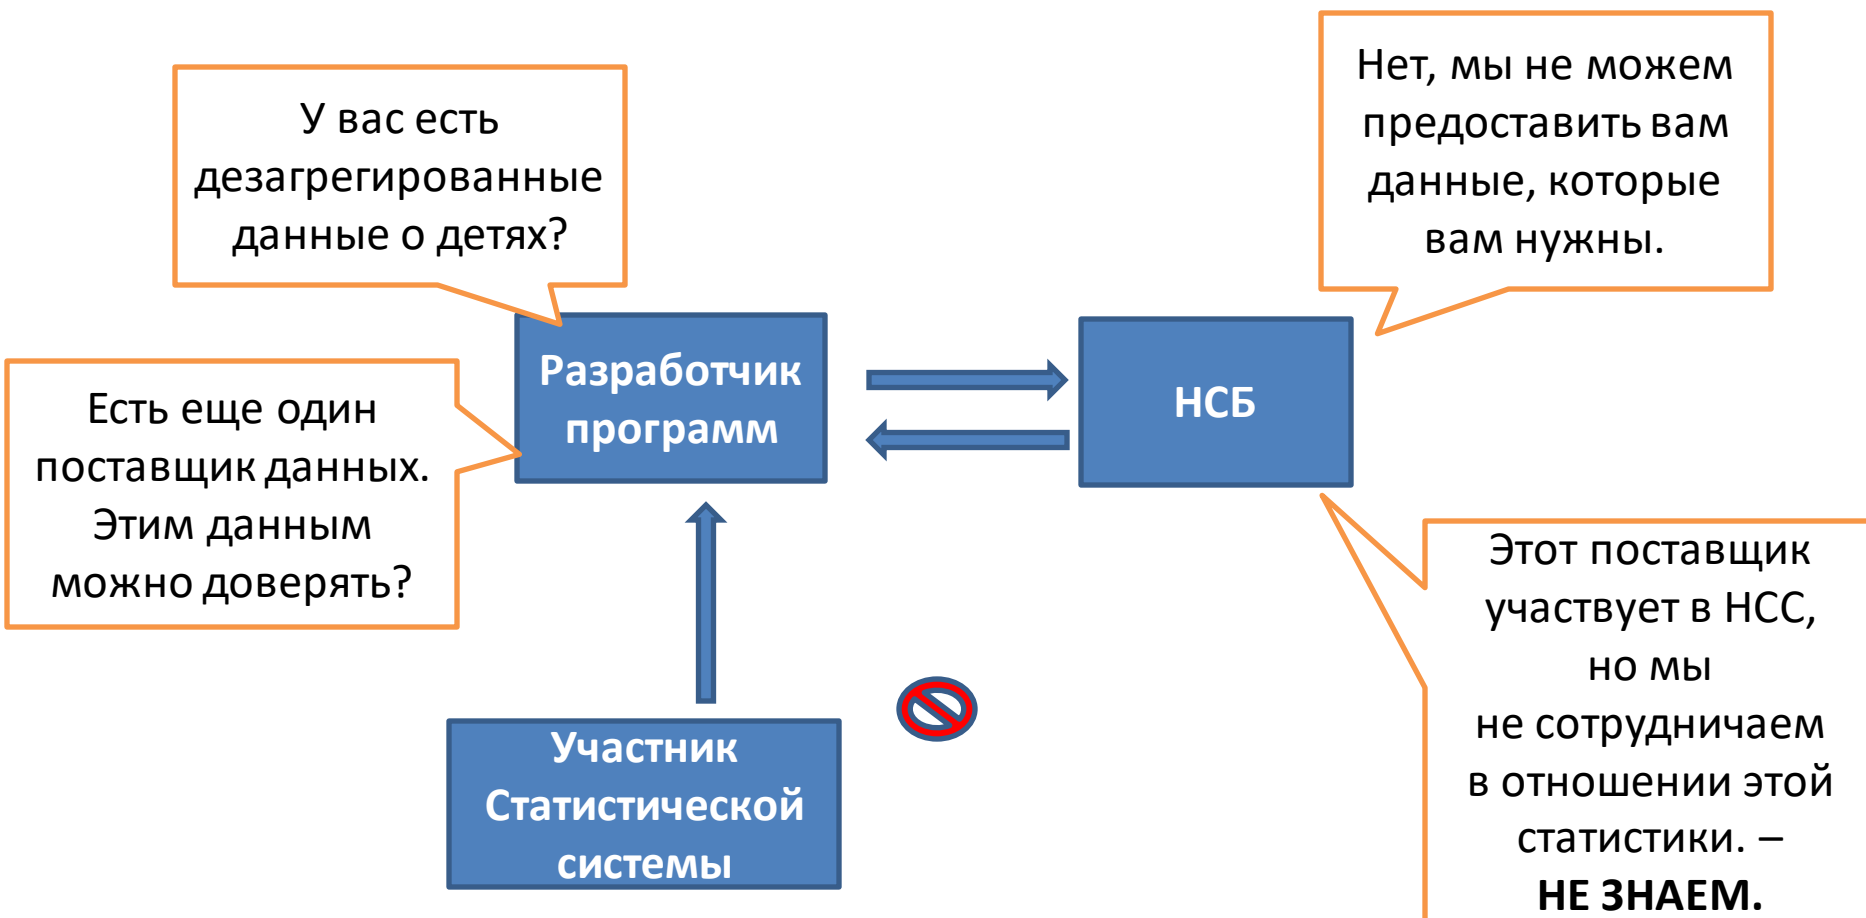 У вас есть
дезагрегированные
данные о детях?
Нет, мы не можем
предоставить вам
данные, которые
вам нужны.
Разработчик
программ
НСБ
Есть еще один
поставщик данных.
Этим данным
можно доверять?
Этот поставщик
участвует в НСС,
но мы
не сотрудничаем
в отношении этой
статистики. –
НЕ ЗНАЕМ.
Участник
Статистической
системы